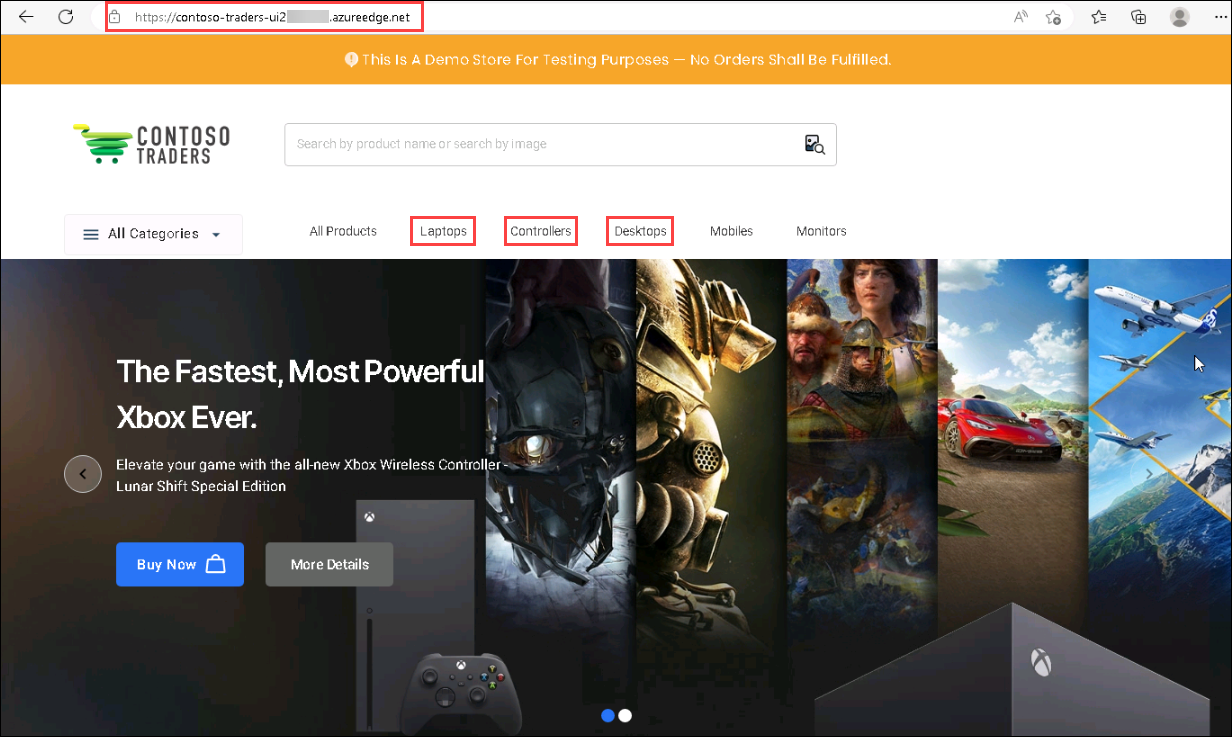 https://contoso-traders-ui2 .azureedge.net
This Is A Demo Store For Testing Purposes — No Orders Shall Be Fulfilled.
CONTOSO
TRADERS
Search by product name or search by image
All Categories
All Products Laptops Controllers Desktops Mobiles Monitors
The Fastest, Most Powerful
Xbox Ever.
Elevate your game with the all-new Xbox Wireless Controller -
Lunar Shift Special Edition
Buy Now More Details